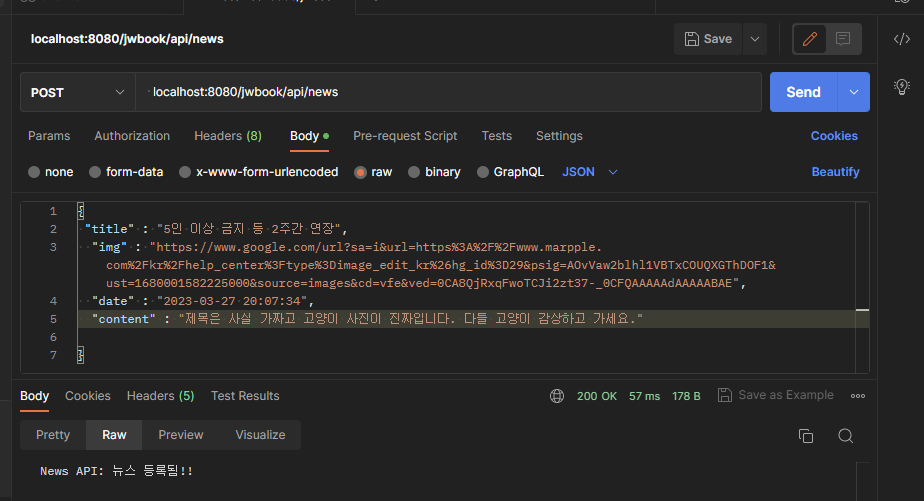 localhost:8080/jwbook/api/news
Save
POST
localhost:8080/jwbook/api/news
Send
Params Authorization Headers (8) Body Pre-request Script Tests Settings Cookies
none form-data x-www-form-urlencoded raw binary GraphQL JSON Beautify
1 {
2 "title" : "5인 이상 금지 등 2주간 연장",
3 "img" : "https://www.google.com/url?sa=i&url=https%3A%2F%2Fwww.marpple.
com%2Fkr%2Fhelp_center%3Ftype%3Dimage_edit_kr%26hg_id%3D29&psig=AOvVaw2blhl1VBTxCOUQXGThDOF1&
ust=1680001582225000&source=images&cd=vfe&ved=0CA8QjRxqFwoTCJi2zt37-_0CFQAAAAAdAAAAABAE",
4 "date" : "2023-03-27 20:07:34",
5 "content" : "제목은 사실 가짜고 고양이 사진이 진짜입니다. 다들 고양이 감상하고 가세요."
6
7 }
Body Cookies Headers (5) Test Results 200 OK 57 ms 178 B Save as Example
Pretty Raw Preview Visualize
News API: 뉴스 등록됨!!